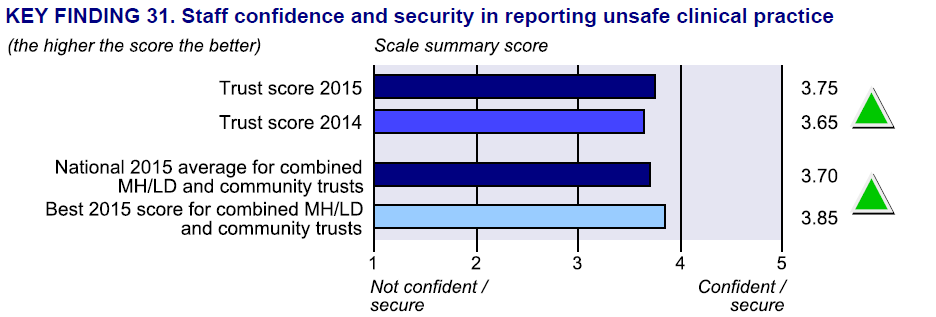 KEY FINDING 31. Staff confidence and security in reporting unsafe clinical practice
(the higher the score the better)
Scale summary score
Trust score 2015
3.75
Trust score 2014
3.65
National 2015 average for combined
MH/LD and community trusts
3.70
Best 2015 score for combined MH/LD
and community trusts
3.85
1 2 3 4 5
Not confident /
secure
Confident /
secure